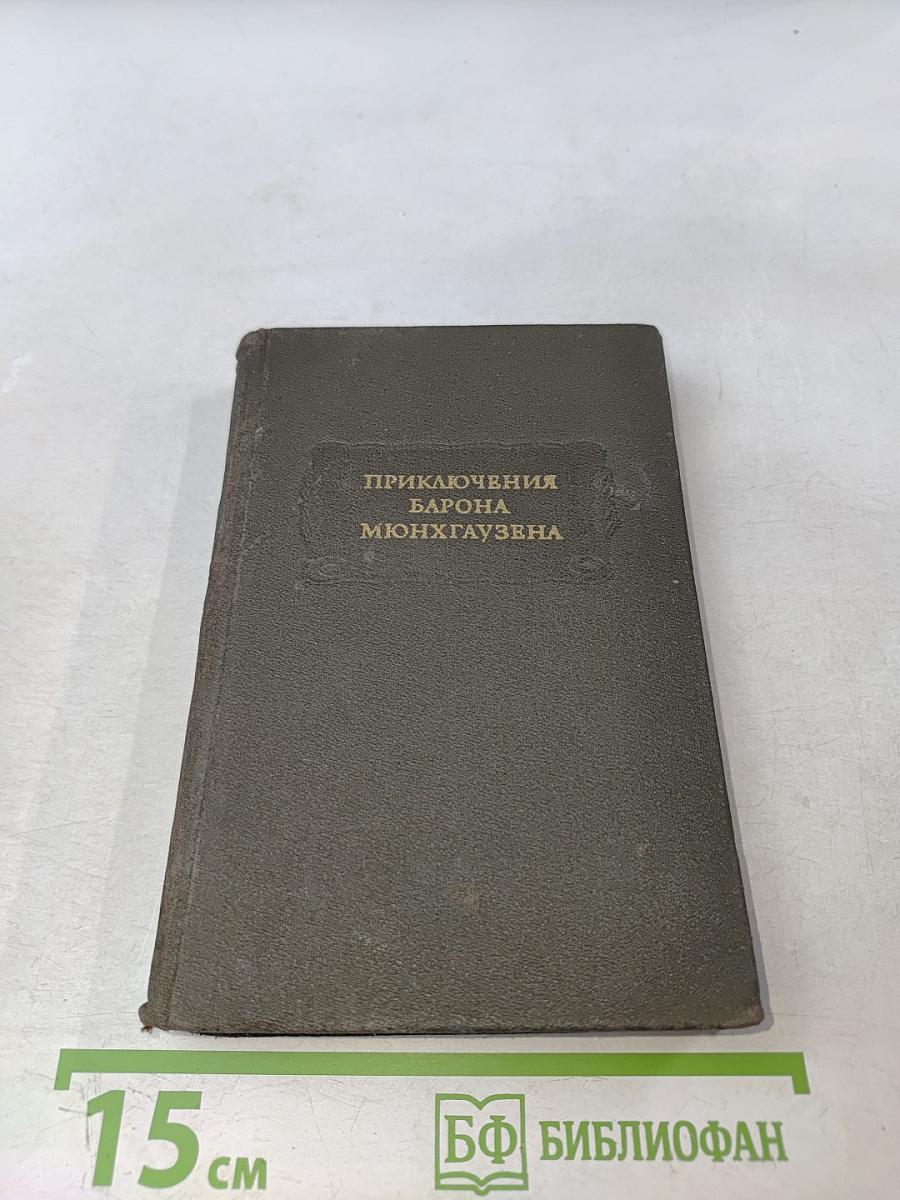 ПРИКЛЮЧЕНИЯ
БАРОНА
МЮНХГАУЗЕНА
15 см
БФ БИБЛИОФАН